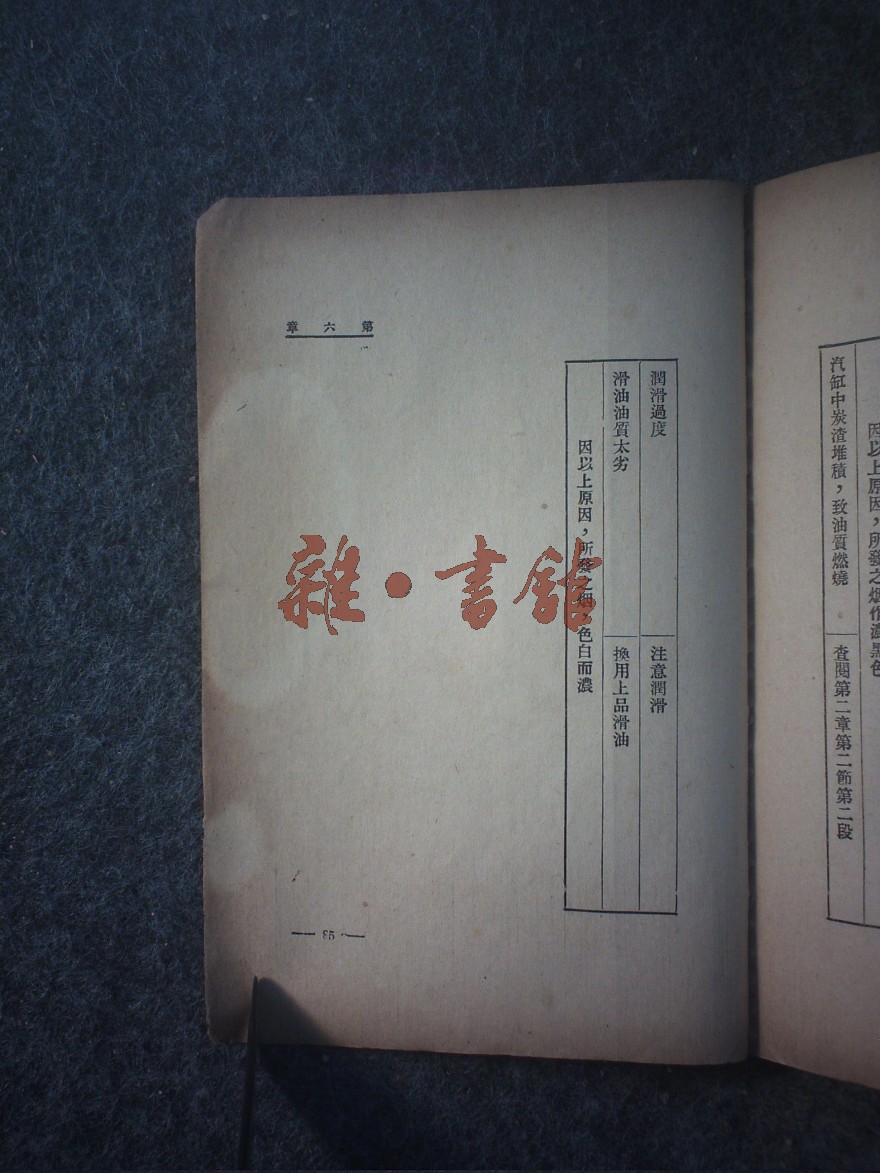 因以上原因，所發之烟作濃黑色
汽缸中炭渣堆積，致油質燃燒
查閱第二章第二節第二段
潤滑過度
注意潤滑
滑油油質太劣
換用上品滑油
因以上原因，所發之烟，色白而濃
第六章
雜·書館